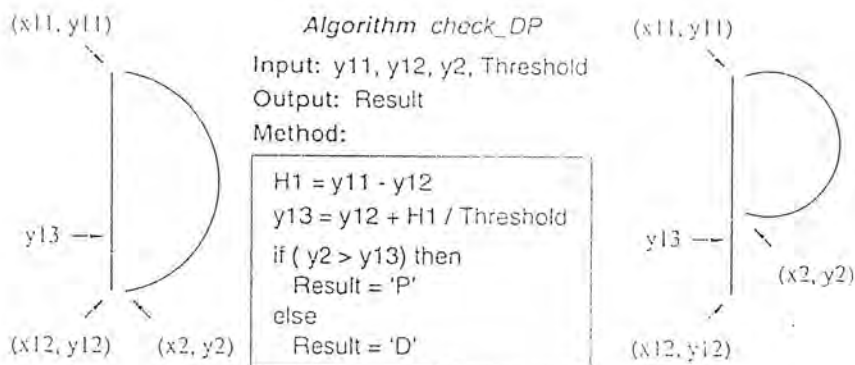 (x11, y11)
y13
(x12, y12)
(x2, y2)
Algorithm check_DP
Input: y11, y12, y2, Threshold
Output: Result
Method:
H1 = y11 - y12
y13 = y12 + H1 / Threshold
if ( y2 > y13) then
Result = 'P'
else
Result = 'D'
(x11, y11)
y13
(x2, y2)
(x12, y12)